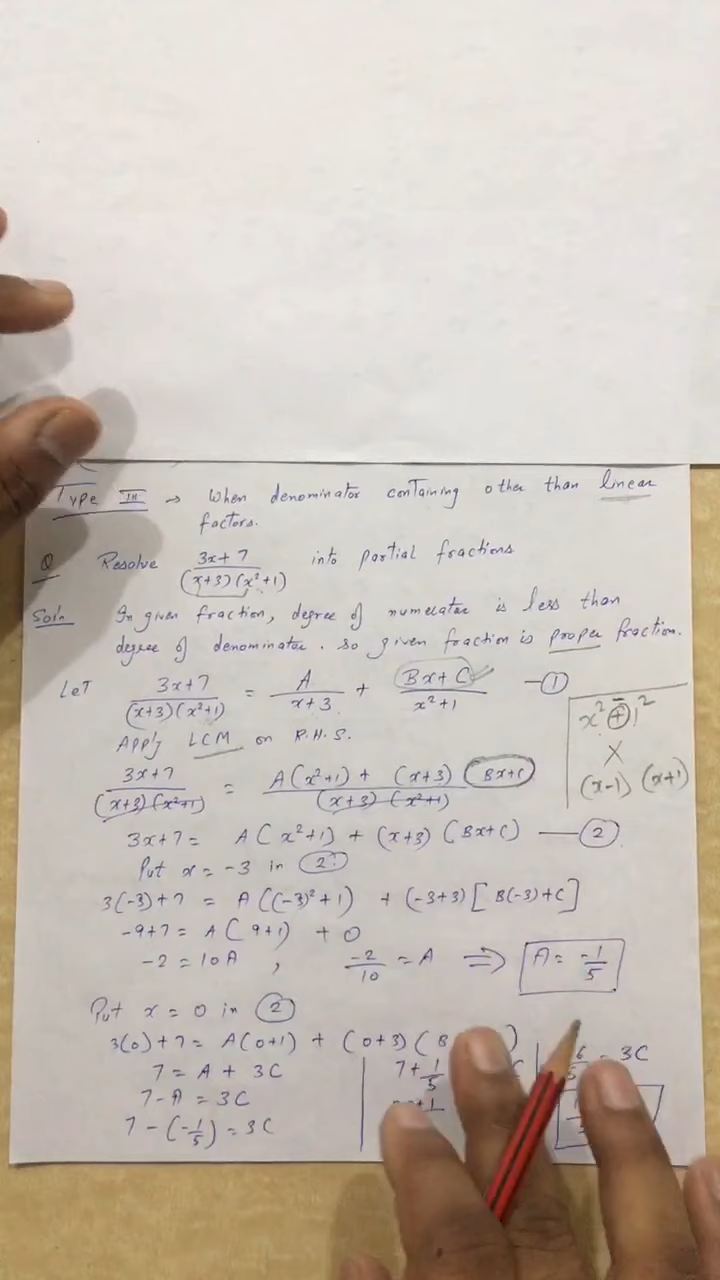 Type III → When denominator containing other than linear
factors.
Q Resolve (3x+7)/((x+3)(x²+1)) into partial fractions.
Soln In given fraction, degree of numerator is less than
degree of denominator. so given fraction is proper fraction.
Let (3x+7)/((x+3)(x²+1)) = A/(x+3) + (Bx+C)/(x²+1) — ①
Apply LCM on R.H.S.
x² + 1²
×
(x-1) (x+1)
(3x+7)/((x+3)(x²+1)) = (A(x²+1) + (x+3)(Bx+C))/((x+3)(x²+1))
3x+7 = A(x²+1) + (x+3)(Bx+C) — ②
Put x = -3 in ②
3(-3)+7 = A((-3)²+1) + (-3+3)[B(-3)+C]
-9+7 = A(9+1) + 0
-2 = 10A , -2/10 = A ⇒ A = -1/5
Put x = 0 in ②
3(0)+7 = A(0+1) + (0+3)(B )
7 = A + 3C
7-A = 3C
7-(-1/5) = 3C
7+1/5
3C